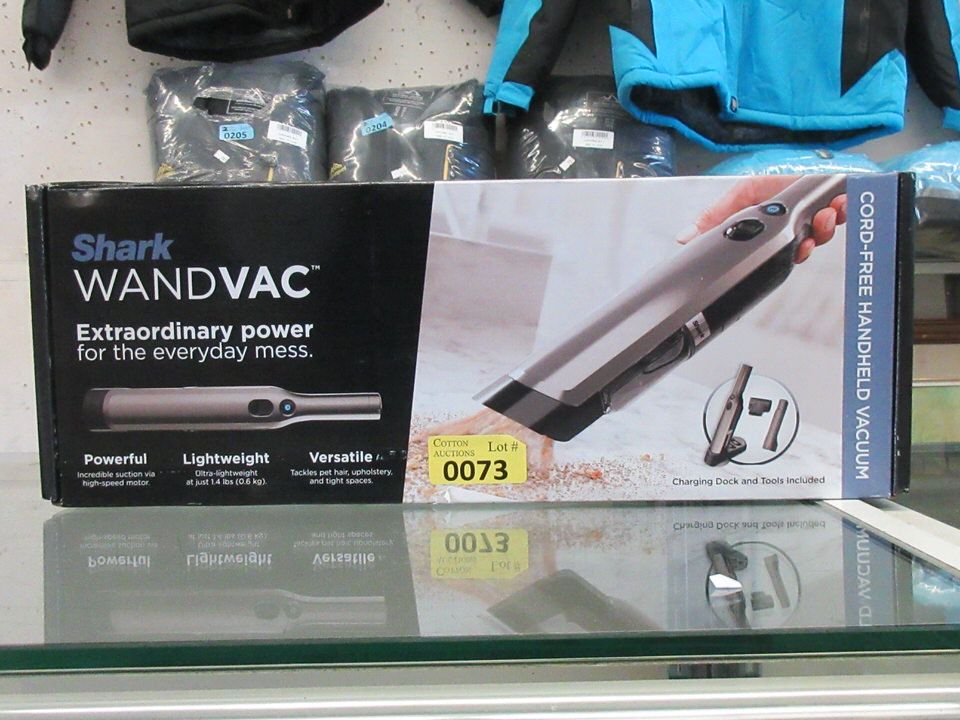 0205
0204
Shark
WANDVAC™
Extraordinary power
for the everyday mess.
Powerful
Incredible suction via
high-speed motor.
Lightweight
Ultra-lightweight
at just 1.4 lbs (0.6 kg).
Versatile
Tackles pet hair, upholstery,
and tight spaces.
COTTON
AUCTIONS
Lot #
0073
Shark
Charging Dock and Tools Included
CORD-FREE HANDHELD VACUUM